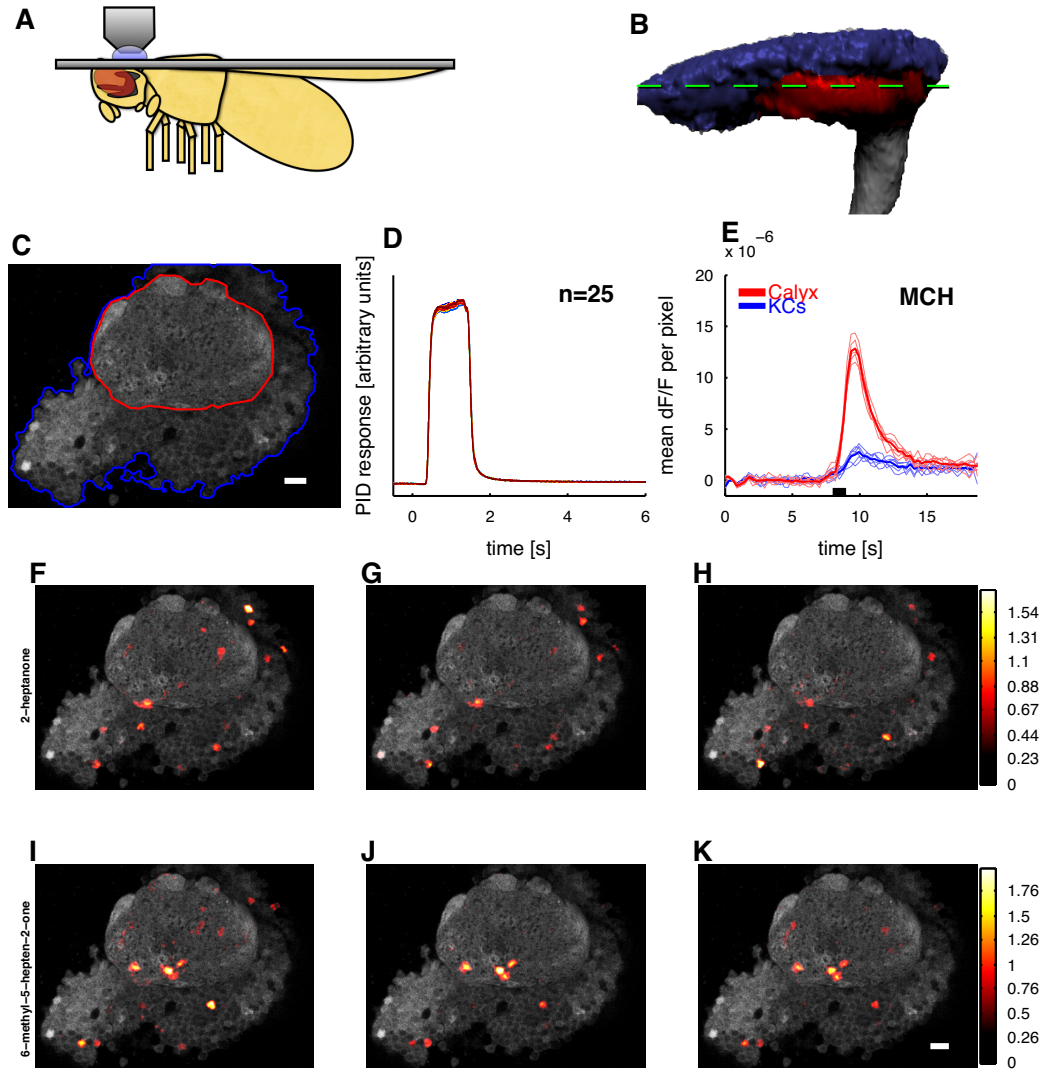 A
B
C
D
PID response [arbitrary units]
n=25
0
2
4
6
time [s]
E
x 10
−6
mean dF/F per pixel
20
15
10
5
0
Calyx
KCs
MCH
0
5
10
15
time [s]
F
G
H
2−heptanone
1.54
1.31
1.1
0.88
0.67
0.44
0.23
0
I
J
K
6−methyl−5−hepten−2−one
1.76
1.5
1.26
1
0.76
0.5
0.26
0